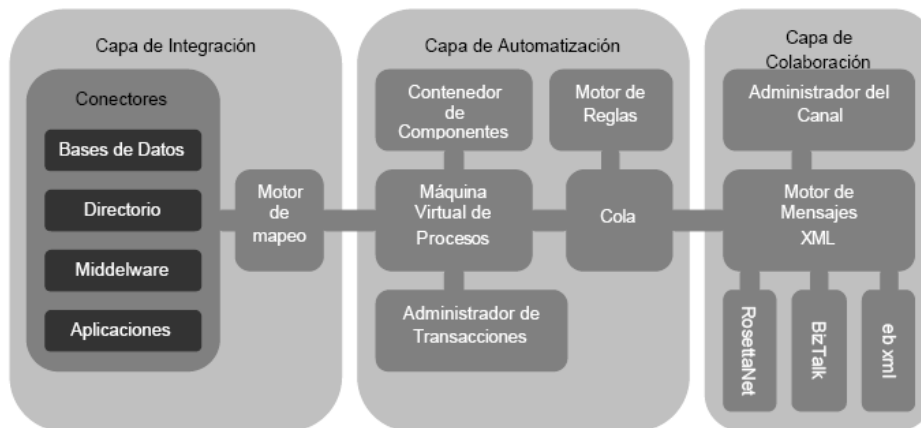 Capa de Integración
Conectores
Bases de Datos
Directorio
Middelware
Aplicaciones
Motor
de
mapeo
Capa de Automatización
Contenedor
de
Componentes
Motor de
Reglas
Máquina
Virtual de
Procesos
Cola
Administrador de
Transacciones
Capa de
Colaboración
Administrador del
Canal
Motor de
Mensajes
XML
RosettaNet
BizTalk
eb xml